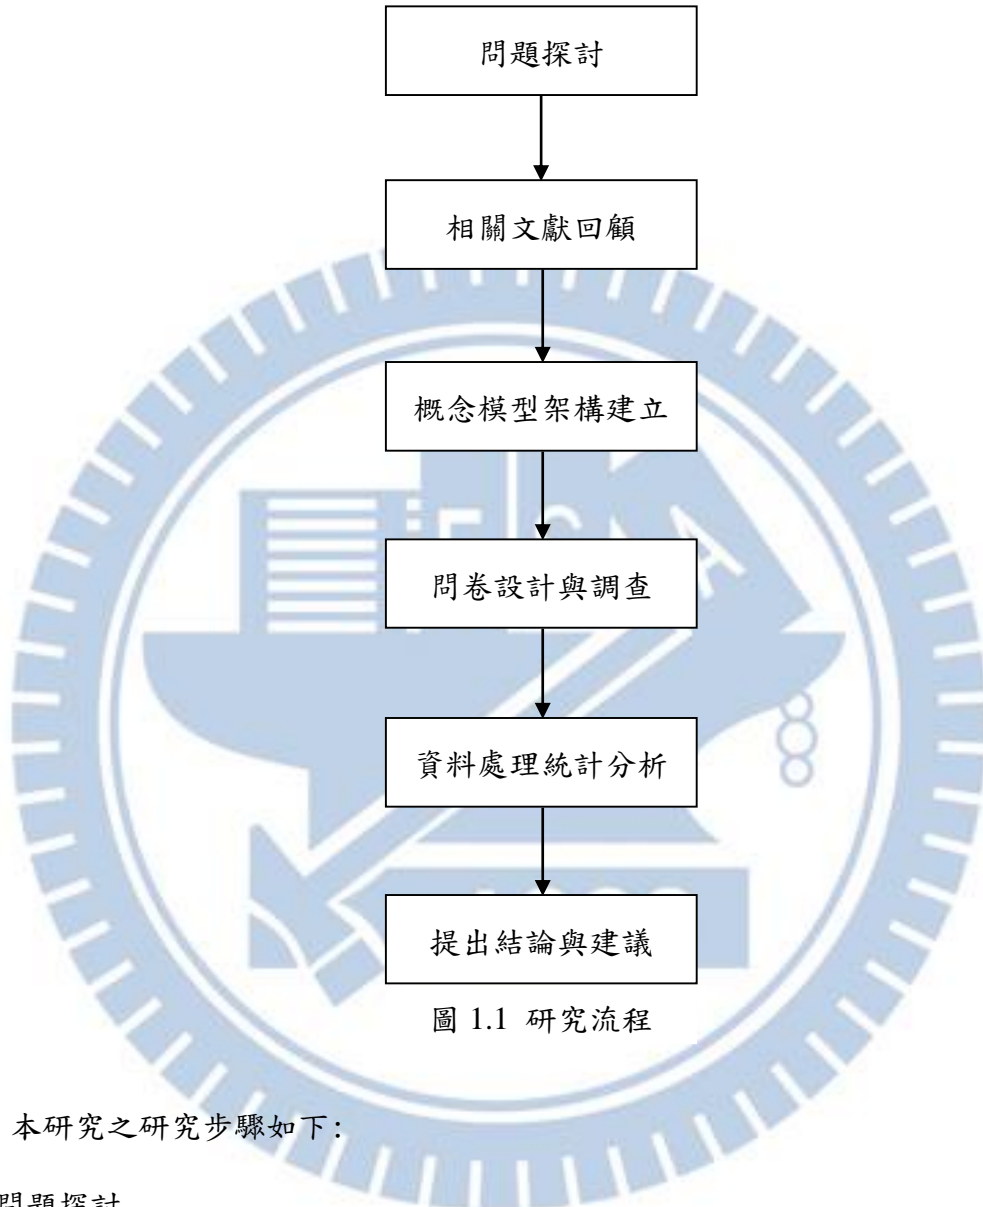 問題探討
相關文獻回顧
概念模型架構建立
問卷設計與調查
資料處理統計分析
提出結論與建議
圖 1.1 研究流程
本研究之研究步驟如下：